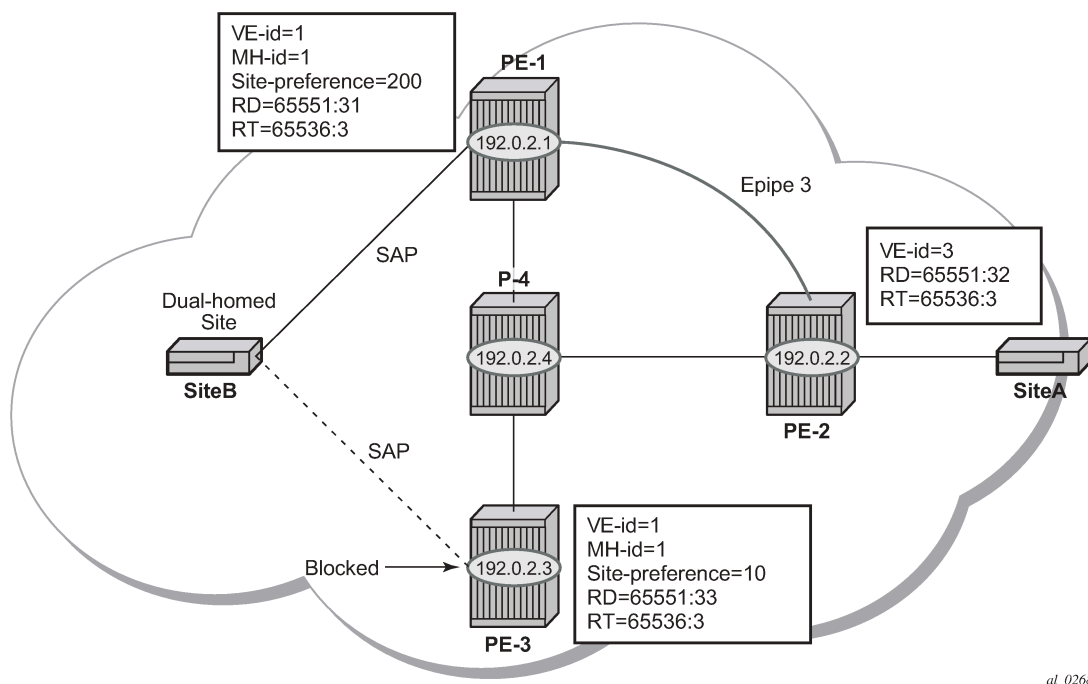 VE-id=1
MH-id=1
Site-preference=200
RD=65551:31
RT=65536:3
PE-1
192.0.2.1
Epipe 3
SAP
VE-id=3
RD=65551:32
RT=65536:3
P-4
Dual-homed
Site
192.0.2.4
192.0.2.2
SiteB
SiteA
PE-2
SAP
VE-id=1
MH-id=1
Site-preference=10
RD=65551:33
RT=65536:3
Blocked
192.0.2.3
PE-3